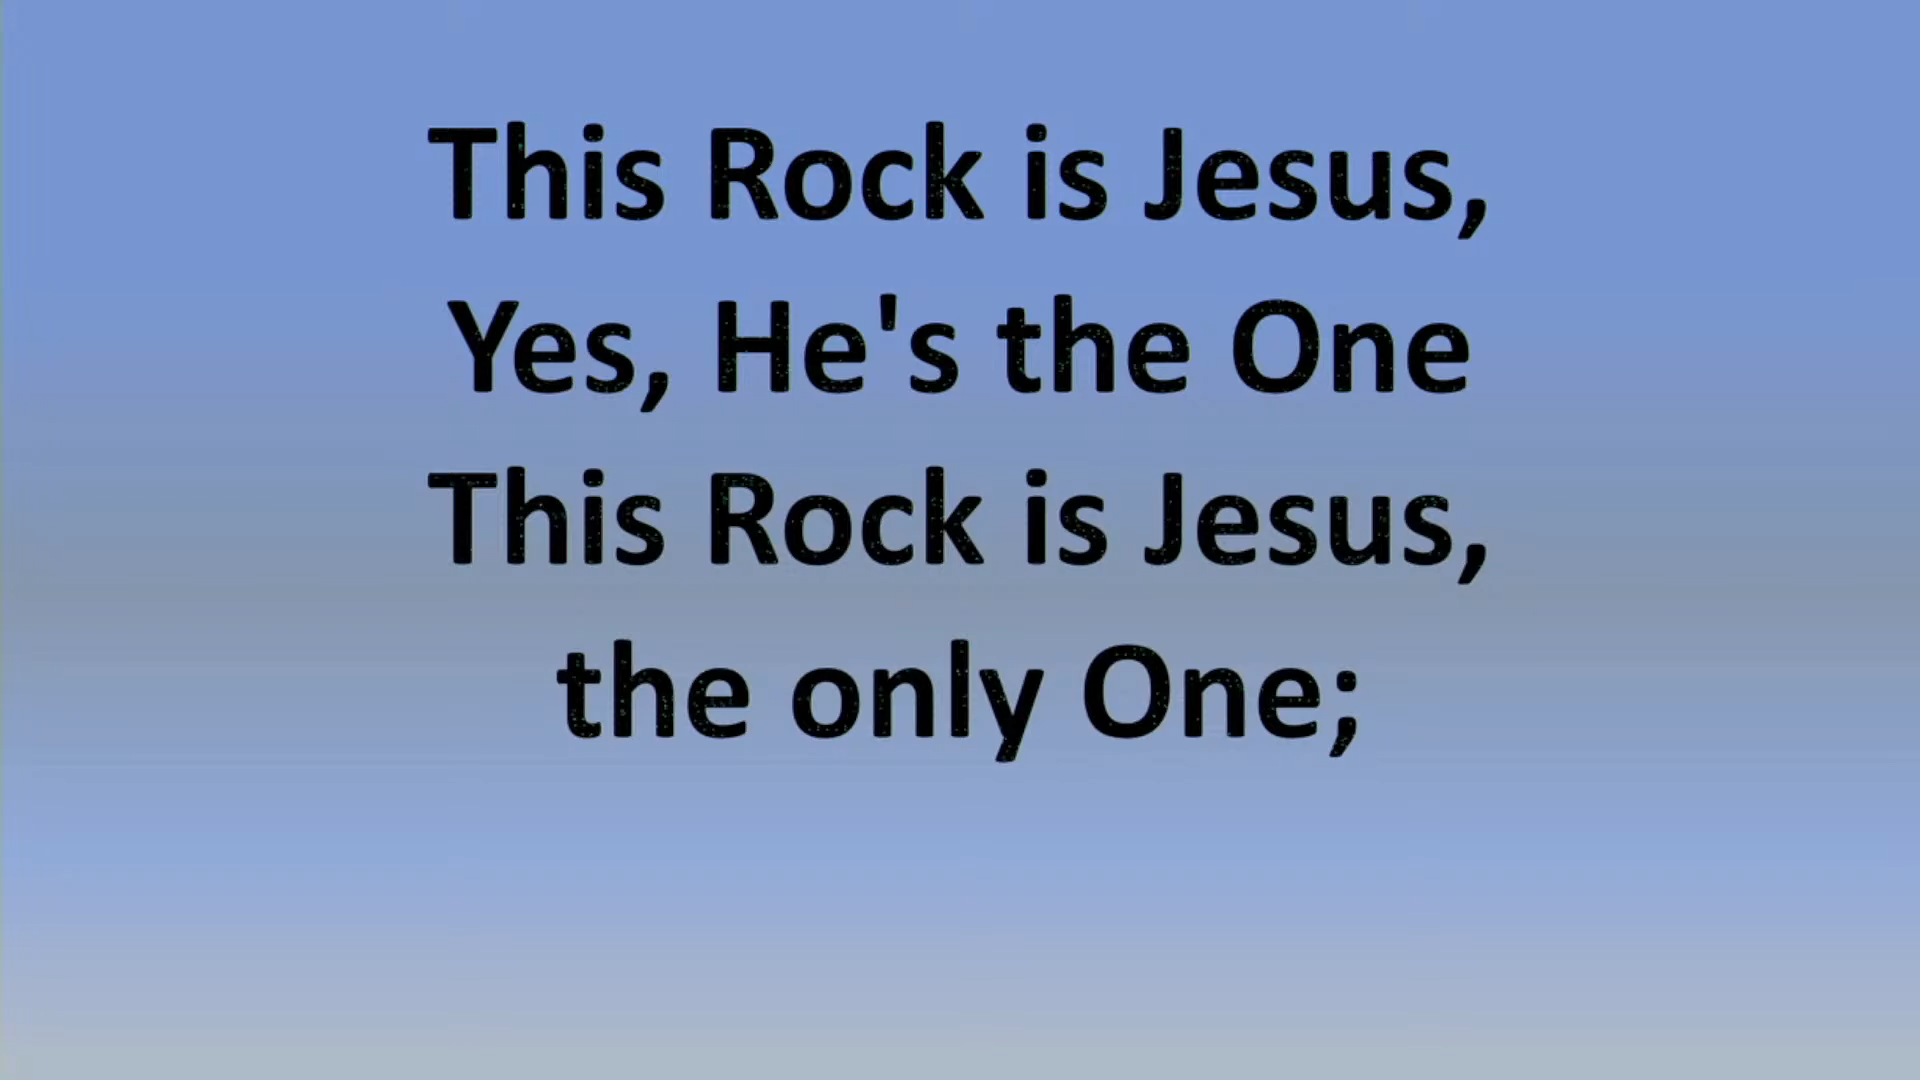 This Rock is Jesus,
Yes, He's the One
This Rock is Jesus,
the only One;